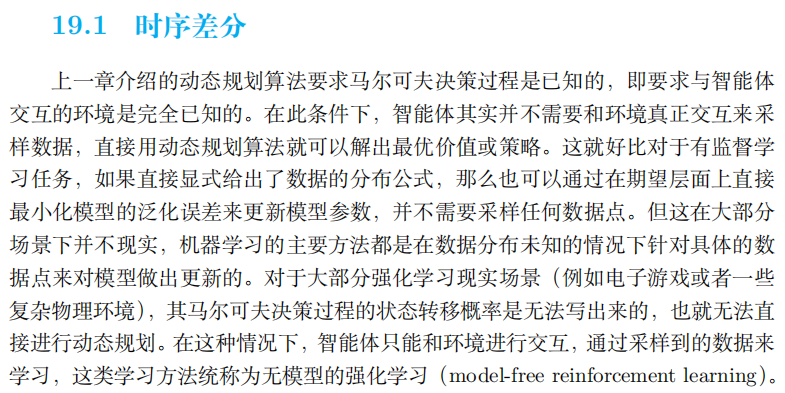 19.1 时序差分
上一章介绍的动态规划算法要求马尔可夫决策过程是已知的，即要求与智能体
交互的环境是完全已知的。在此条件下，智能体其实并不需要和环境真正交互来采
样数据，直接用动态规划算法就可以解出最优价值或策略。这就好比对于有监督学
习任务，如果直接显式给出了数据的分布公式，那么也可以通过在期望层面上直接
最小化模型的泛化误差来更新模型参数，并不需要采样任何数据点。但这在大部分
场景下并不现实，机器学习的主要方法都是在数据分布未知的情况下针对具体的数
据点来对模型做出更新的。对于大部分强化学习现实场景（例如电子游戏或者一些
复杂物理环境），其马尔可夫决策过程的状态转移概率是无法写出来的，也就无法直
接进行动态规划。在这种情况下，智能体只能和环境进行交互，通过采样到的数据来
学习，这类学习方法统称为无模型的强化学习（model-free reinforcement learning）。